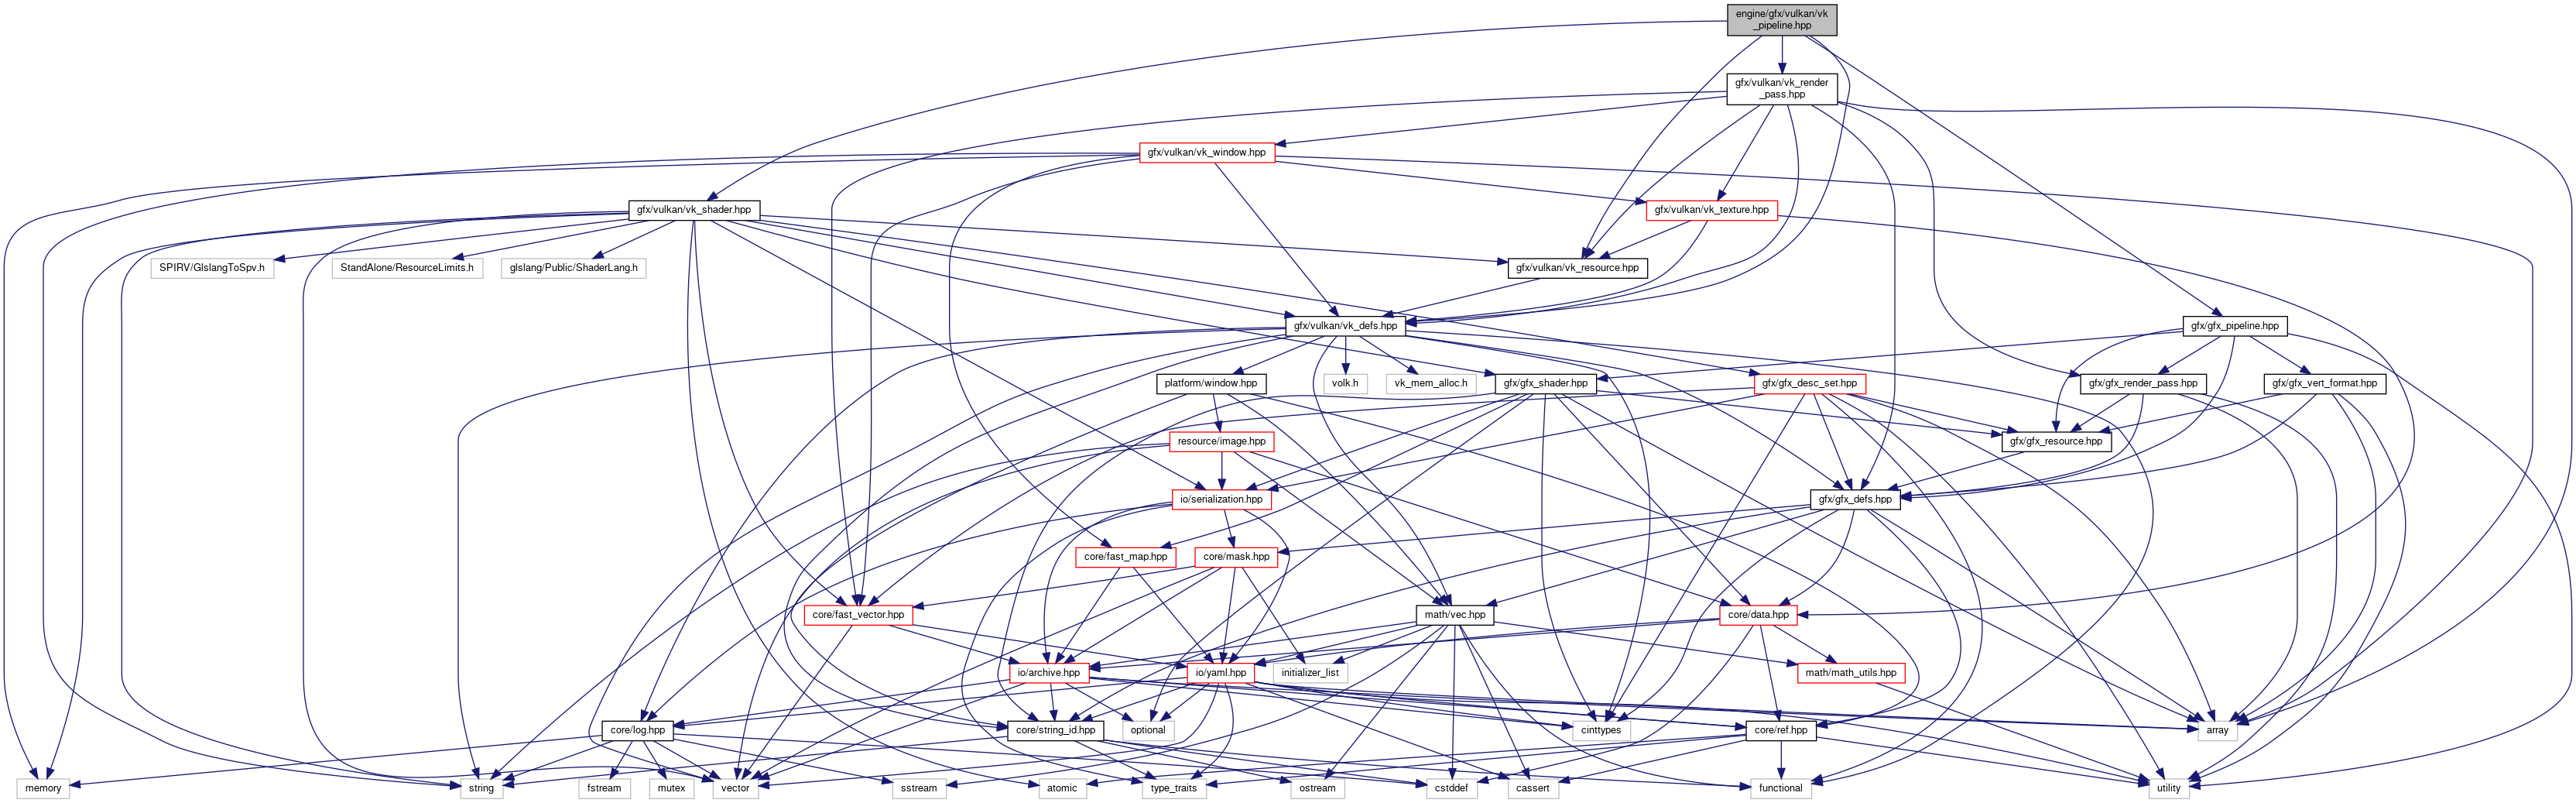 engine/gfx/vulkan/vk
_pipeline.hpp
gfx/vulkan/vk_render
_pass.hpp
gfx/vulkan/vk_window.hpp
gfx/vulkan/vk_shader.hpp
gfx/vulkan/vk_texture.hpp
SPIRV/GlslangToSpv.h
StandAlone/ResourceLimits.h
glslang/Public/ShaderLang.h
gfx/vulkan/vk_resource.hpp
gfx/vulkan/vk_defs.hpp
gfx/gfx_pipeline.hpp
platform/window.hpp
volk.h
vk_mem_alloc.h
gfx/gfx_shader.hpp
gfx/gfx_desc_set.hpp
gfx/gfx_render_pass.hpp
gfx/gfx_vert_format.hpp
resource/image.hpp
gfx/gfx_resource.hpp
io/serialization.hpp
gfx/gfx_defs.hpp
core/fast_map.hpp
core/mask.hpp
core/fast_vector.hpp
math/vec.hpp
core/data.hpp
io/archive.hpp
io/yaml.hpp
initializer_list
math/math_utils.hpp
core/log.hpp
core/string_id.hpp
optional
cinttypes
core/ref.hpp
array
memory
string
fstream
mutex
vector
sstream
atomic
type_traits
ostream
cstddef
cassert
functional
utility